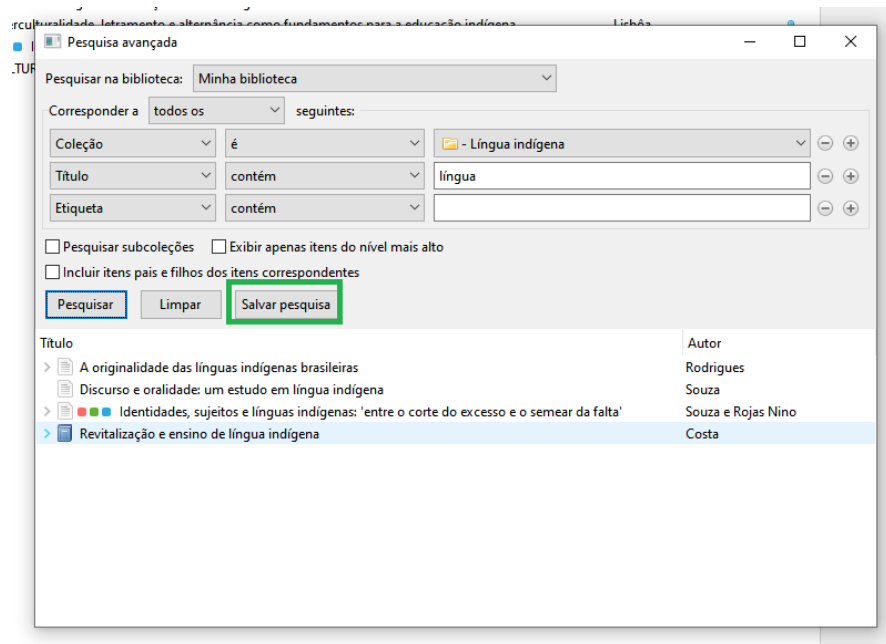 erculturalidade, letramento e alternância como fundamentos para a educação indígena Lisbôa
Pesquisa avançada
Pesquisar na biblioteca: Minha biblioteca
Corresponder a todos os seguintes:
Coleção é - Língua indígena
Título contém língua
Etiqueta contém
Pesquisar subcoleções Exibir apenas itens do nível mais alto
Incluir itens pais e filhos dos itens correspondentes
Pesquisar Limpar Salvar pesquisa
Título Autor
A originalidade das línguas indígenas brasileiras Rodrigues
Discurso e oralidade: um estudo em língua indígena Souza
Identidades, sujeitos e línguas indígenas: 'entre o corte do excesso e o semear da falta' Souza e Rojas Nino
Revitalização e ensino de língua indígena Costa